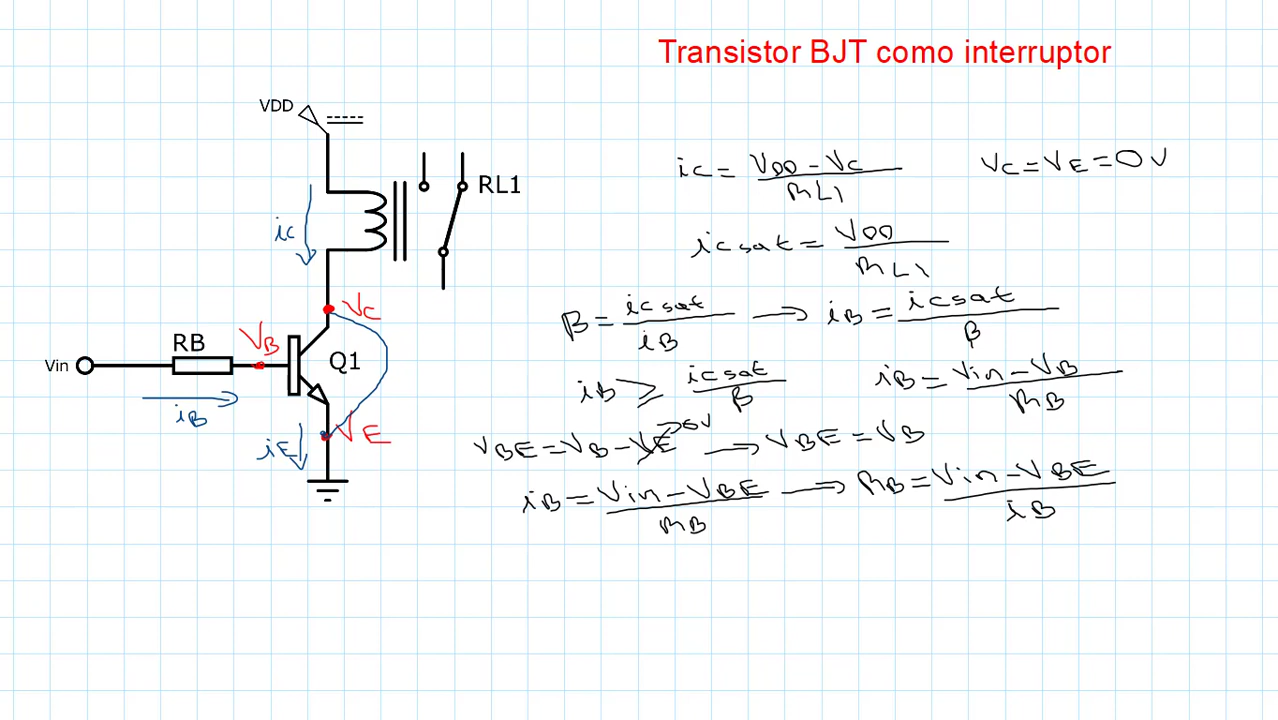 Transistor BJT como interruptor
VDD
RL1
ic
VC
RB
VB
Vin
Q1
iB
VE
iE
ic = (VDD - VC) / RL1
VC = VE = 0V
icsat = VDD / RL1
β = icsat / iB → iB = icsat / β
iB ≥ icsat / β
iB = (Vin - VB) / RB
VBE = VB - VE → 0V → VBE = VB
iB = (Vin - VBE) / RB → RB = (Vin - VBE) / iB